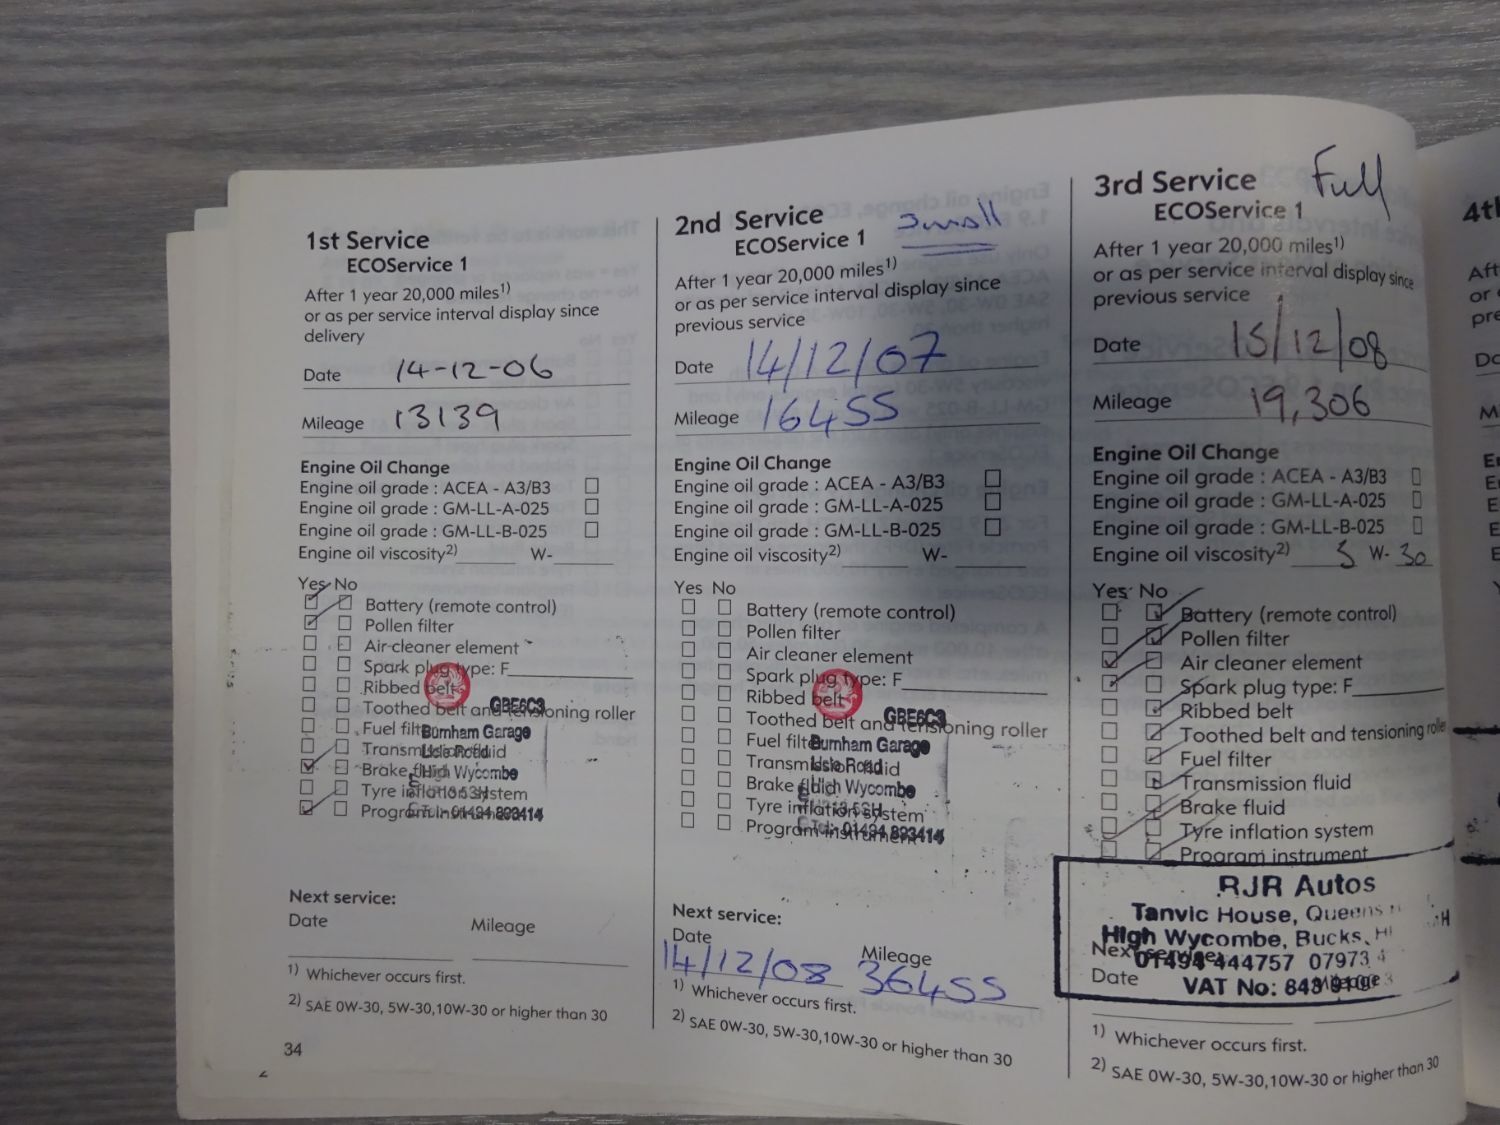 1st Service
ECOService 1
After 1 year 20,000 miles1)
or as per service interval display since
delivery
Date 14-12-06
Mileage 13139
Engine Oil Change
Engine oil grade : ACEA - A3/B3
Engine oil grade : GM-LL-A-025
Engine oil grade : GM-LL-B-025
Engine oil viscosity2) W-
Yes No
Battery (remote control)
Pollen filter
Air cleaner element
Spark plug type: F
Ribbed belt
Toothed belt and tensioning roller
Fuel filter
Transmission fluid
Brake fluid
Tyre inflation system
Program instrument
GBE6C3
Burnham Garage
Lisle Road
High Wycombe
Tel:- 01494 893414
Next service:
Date Mileage
1) Whichever occurs first.
2) SAE 0W-30, 5W-30,10W-30 or higher than 30
34
2nd Service small
ECOService 1
After 1 year 20,000 miles1)
or as per service interval display since
previous service
Date 14/12/07
Mileage 16455
Engine Oil Change
Engine oil grade : ACEA - A3/B3
Engine oil grade : GM-LL-A-025
Engine oil grade : GM-LL-B-025
Engine oil viscosity2) W-
Yes No
Battery (remote control)
Pollen filter
Air cleaner element
Spark plug type: F
Ribbed belt
Toothed belt and tensioning roller
Fuel filter
Transmission fluid
Brake fluid
Tyre inflation system
Program instrument
GBE6C3
Burnham Garage
Lisle Road
High Wycombe
Tel:- 01494 893414
Next service:
Date Mileage
14/12/08 36455
1) Whichever occurs first.
2) SAE 0W-30, 5W-30,10W-30 or higher than 30
3rd Service Full
ECOService 1
After 1 year 20,000 miles1)
or as per service interval display since
previous service
Date 15/12/08
Mileage 19,306
Engine Oil Change
Engine oil grade : ACEA - A3/B3
Engine oil grade : GM-LL-A-025
Engine oil grade : GM-LL-B-025
Engine oil viscosity2) 5 W- 30
Yes No
Battery (remote control)
Pollen filter
Air cleaner element
Spark plug type: F
Ribbed belt
Toothed belt and tensioning roller
Fuel filter
Transmission fluid
Brake fluid
Tyre inflation system
Program instrument
RJR Autos
Tanvic House, Queens
High Wycombe, Bucks,
01494 444757 07973
VAT No: 843
Next service:
Date Mileage
1) Whichever occurs first.
2) SAE 0W-30, 5W-30,10W-30 or higher than 30